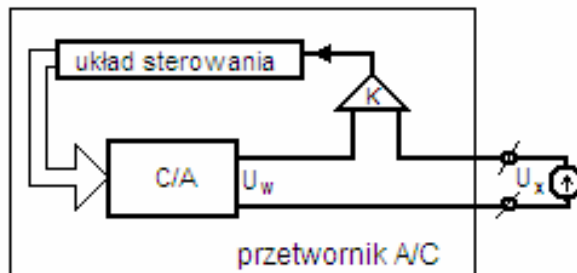 układ sterowania
K
C/A
U w
U x
przetwornik A/C